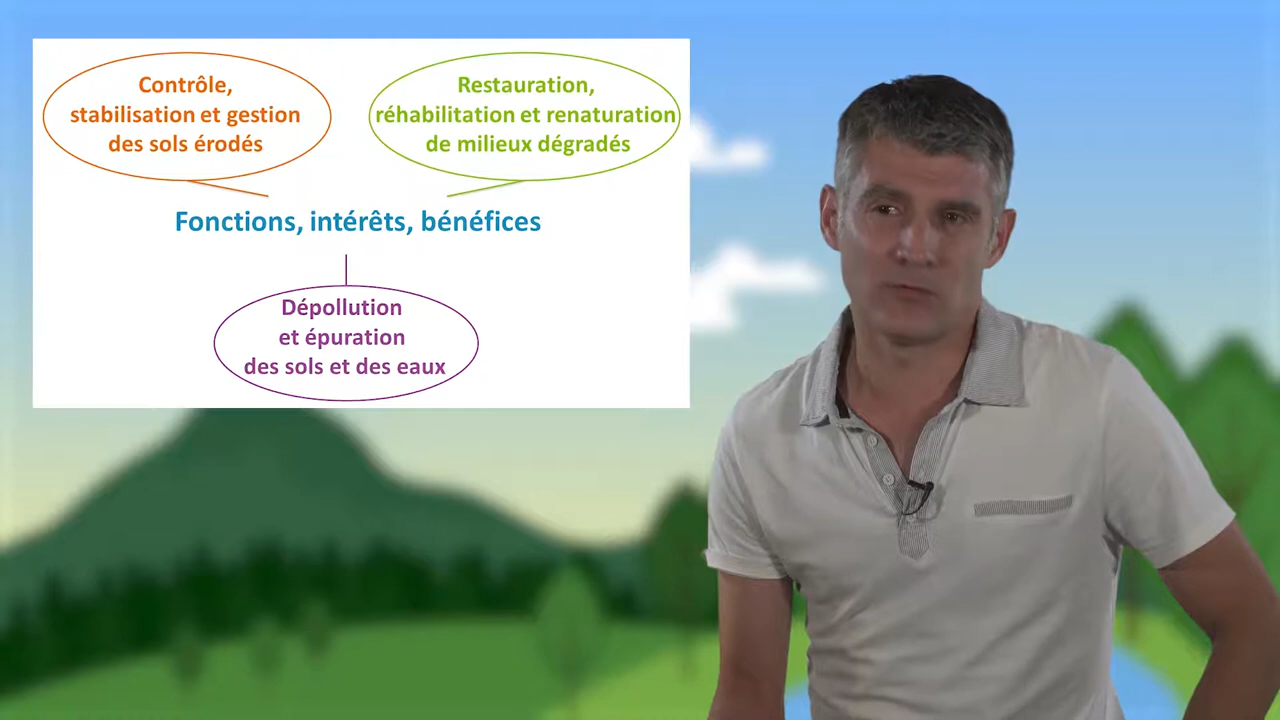 Contrôle,
stabilisation et gestion
des sols érodés
Restauration,
réhabilitation et renaturation
de milieux dégradés
Fonctions, intérêts, bénéfices
Dépollution
et épuration
des sols et des eaux